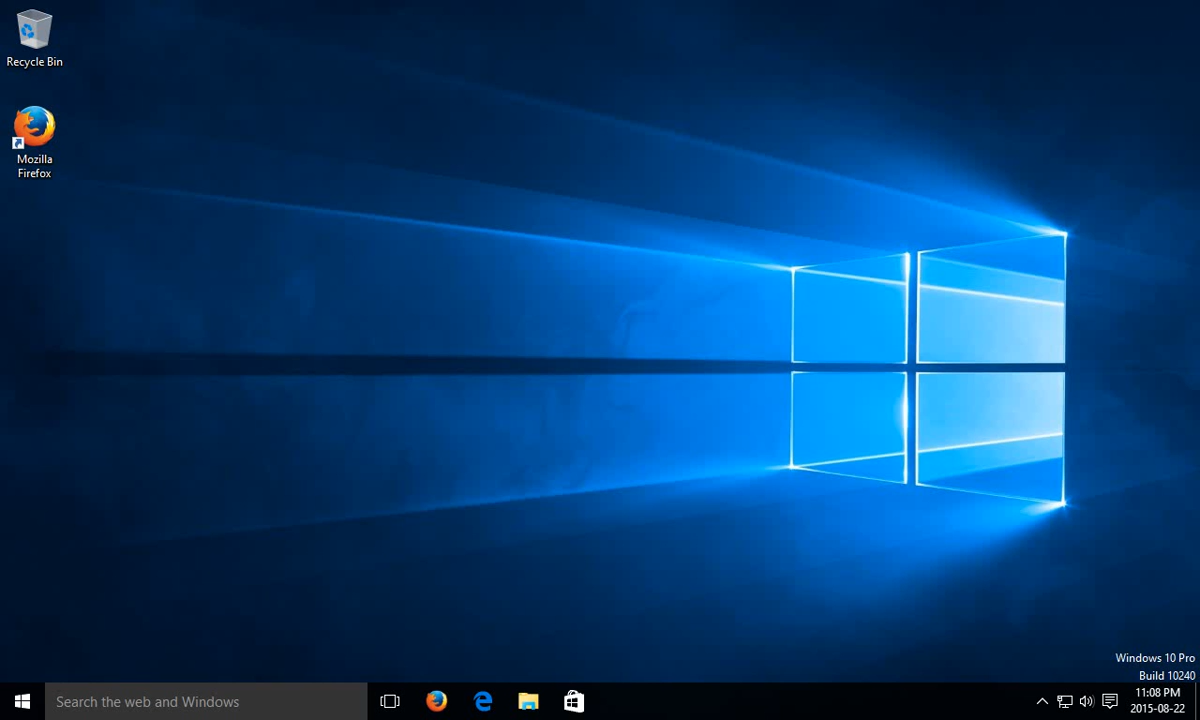 Recycle Bin
Mozilla
Firefox
Windows 10 Pro
Build 10240
Search the web and Windows
11:08 PM
2015-08-22